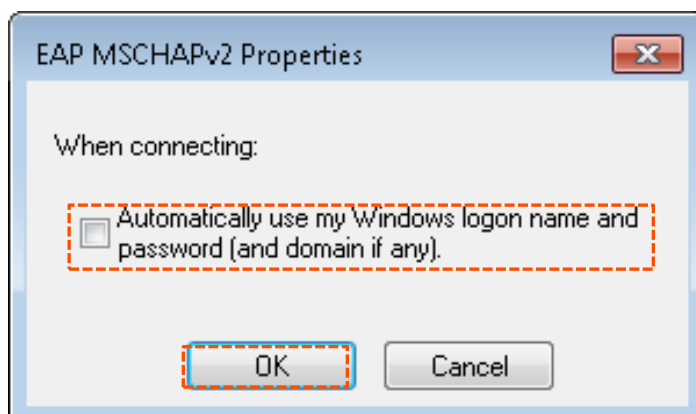 EAP MSCHAPv2 Properties
When connecting:
Automatically use my Windows logon name and
password (and domain if any).
OK
Cancel